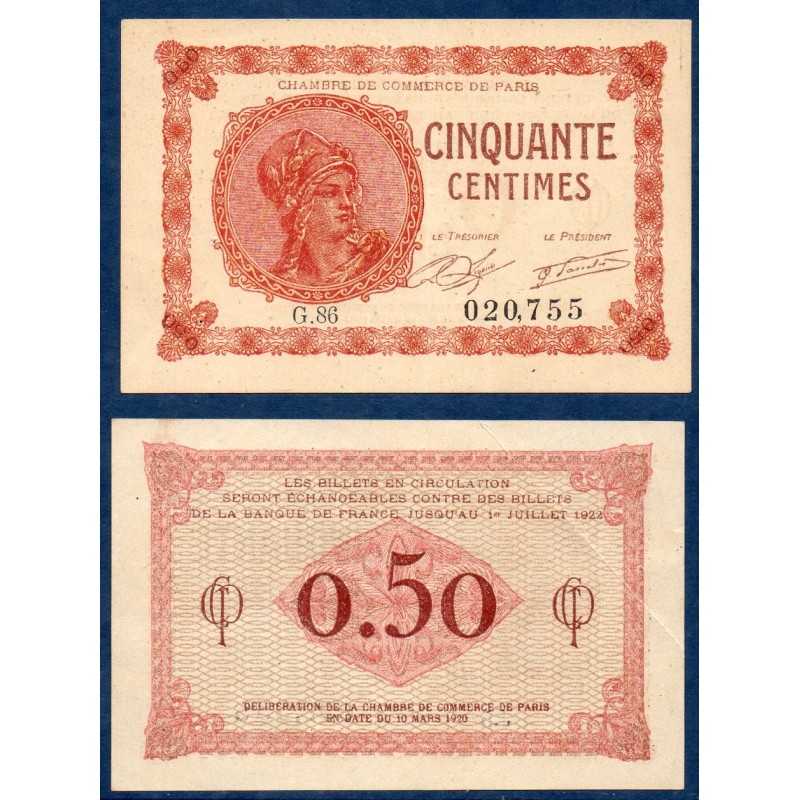 0.50
0.50
CHAMBRE DE COMMERCE DE PARIS
CINQUANTE
CENTIMES
LE TRÉSORIER
LE PRÉSIDENT
G.86
020,755
0.50
0.50
LES BILLETS EN CIRCULATION
SERONT ÉCHANGEABLES CONTRE DES BILLETS
DE LA BANQUE DE FRANCE JUSQU'AU 1er JUILLET 1922
0.50
DÉLIBÉRATION DE LA CHAMBRE DE COMMERCE DE PARIS
EN DATE DU 10 MARS 1920